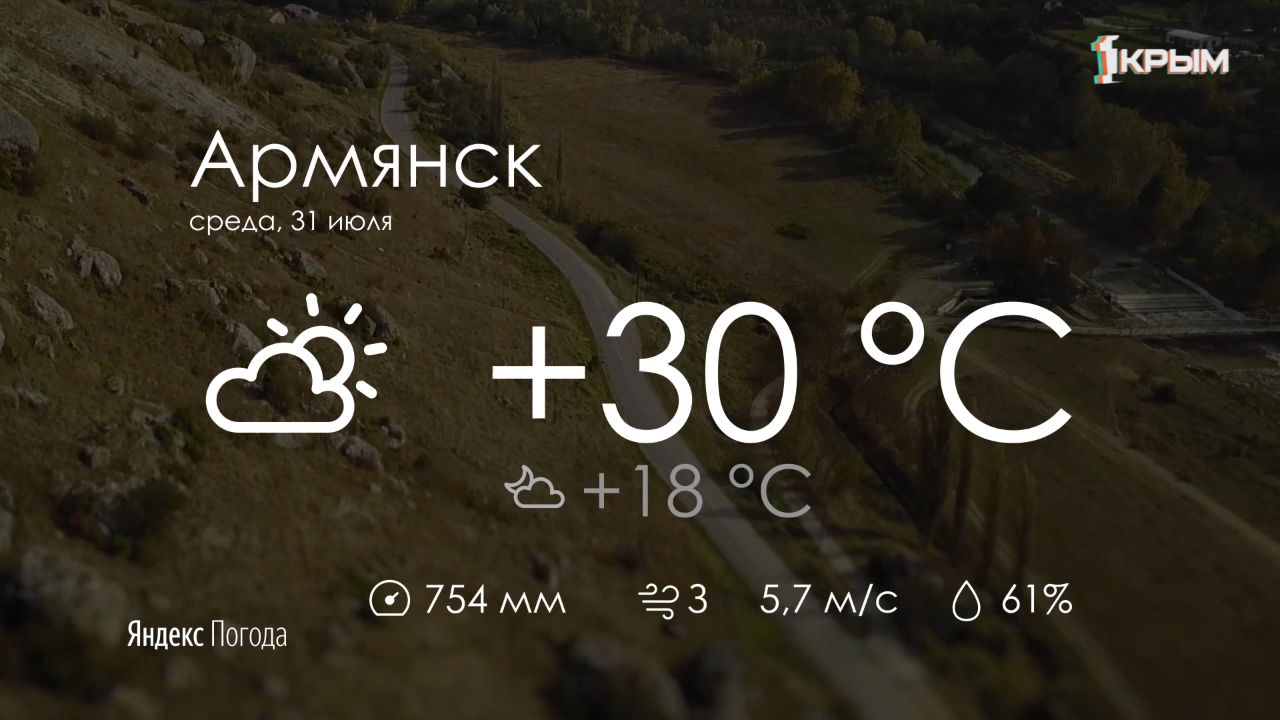 1КРЫМ
Армянск
среда, 31 июля
+30 °C
+18 °C
754 мм 3 5,7 м/с 61%
Яндекс Погода